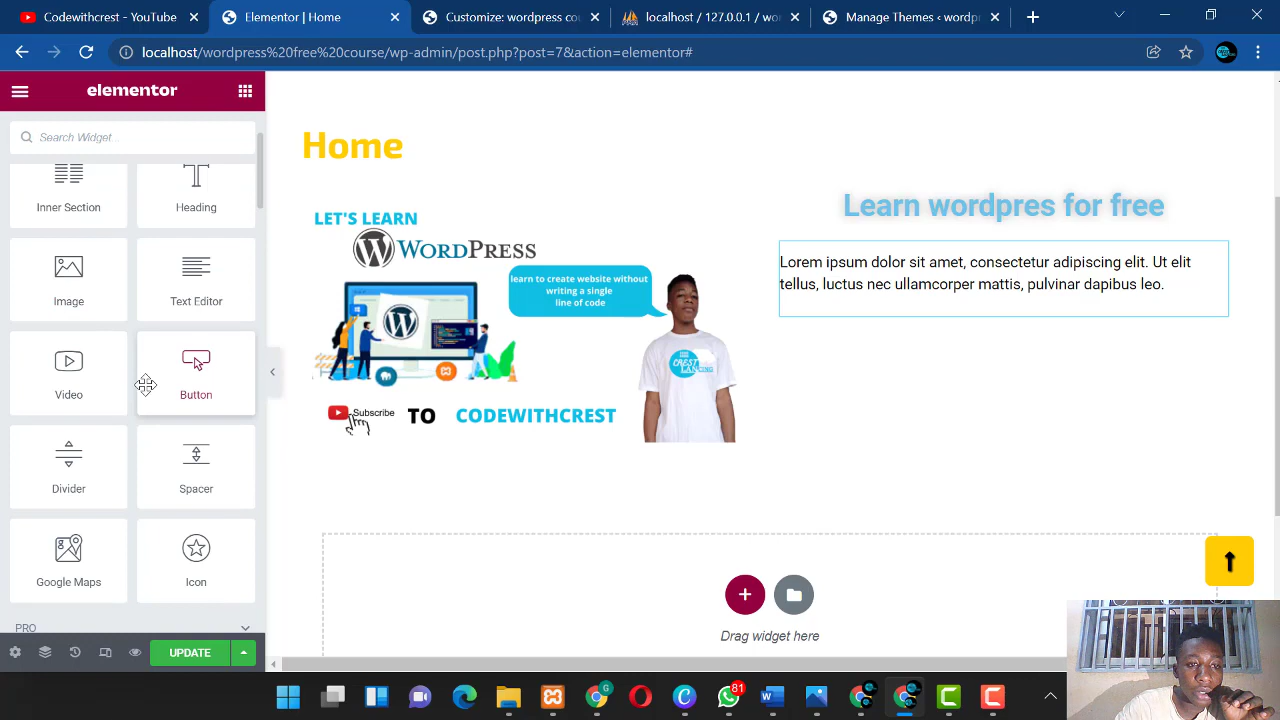 Codewithcrest - YouTube
Elementor | Home
Customize: wordpress co
localhost / 127.0.0.1 / wor
Manage Themes ‹ wordpr
localhost/wordpress%20free%20course/wp-admin/post.php?post=7&action=elementor#
elementor
Search Widget...
Inner Section
Heading
Image
Text Editor
Video
Button
Divider
Spacer
Google Maps
Icon
PRO
UPDATE
Home
LET'S LEARN
WORDPRESS
learn to create website without
writing a single
line of code
CREST
LANCING
Subscribe TO CODEWITHCREST
Learn wordpres for free
Lorem ipsum dolor sit amet, consectetur adipiscing elit. Ut elit
tellus, luctus nec ullamcorper mattis, pulvinar dapibus leo.
Drag widget here
81